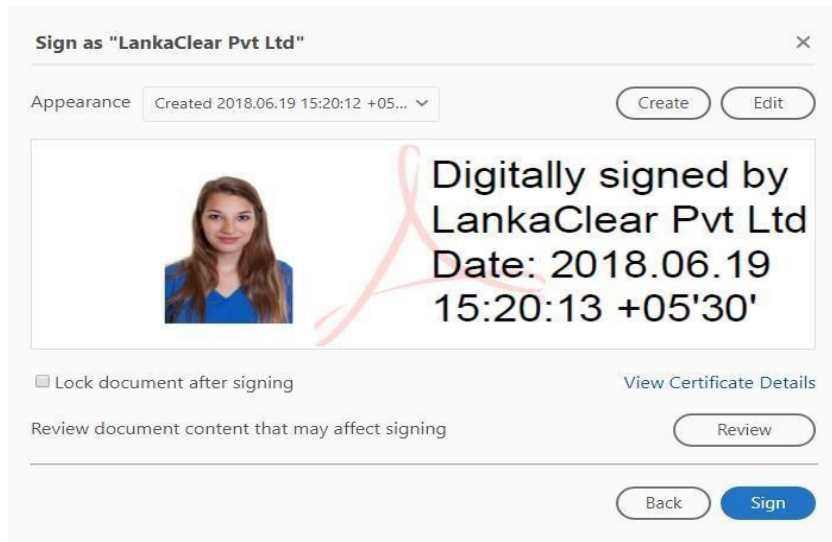 Sign as "LankaClear Pvt Ltd"
Appearance Created 2018.06.19 15:20:12 +05... Create Edit
Digitally signed by
LankaClear Pvt Ltd
Date: 2018.06.19
15:20:13 +05'30'
Lock document after signing View Certificate Details
Review document content that may affect signing Review
Back Sign